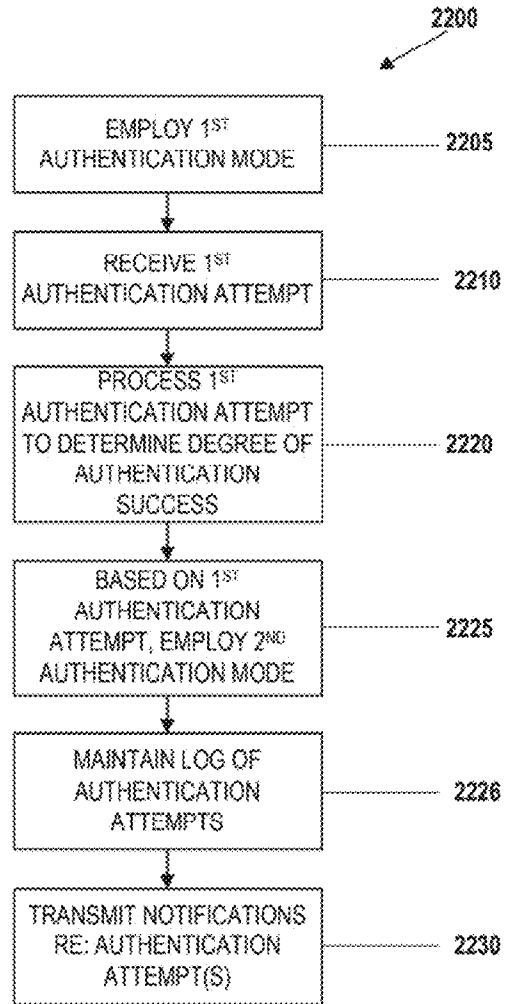 2200
EMPLOY 1ST
AUTHENTICATION MODE
2205
RECEIVE 1ST
AUTHENTICATION ATTEMPT
2210
PROCESS 1ST
AUTHENTICATION ATTEMPT
TO DETERMINE DEGREE OF
AUTHENTICATION
SUCCESS
2220
BASED ON 1ST
AUTHENTICATION
ATTEMPT, EMPLOY 2ND
AUTHENTICATION MODE
2225
MAINTAIN LOG OF
AUTHENTICATION
ATTEMPTS
2226
TRANSMIT NOTIFICATIONS
RE: AUTHENTICATION
ATTEMPT(S)
2230